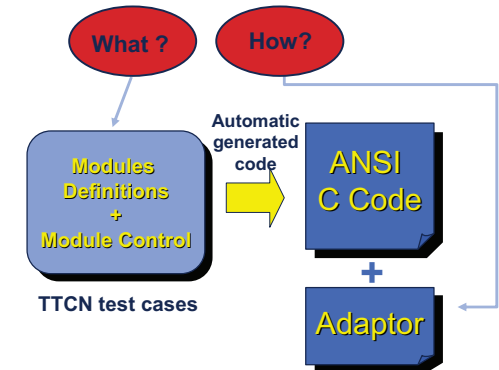 What ?
How?
Automatic
generated
code
Modules
Definitions
+
Module Control
ANSI
C Code
+
TTCN test cases
Adaptor